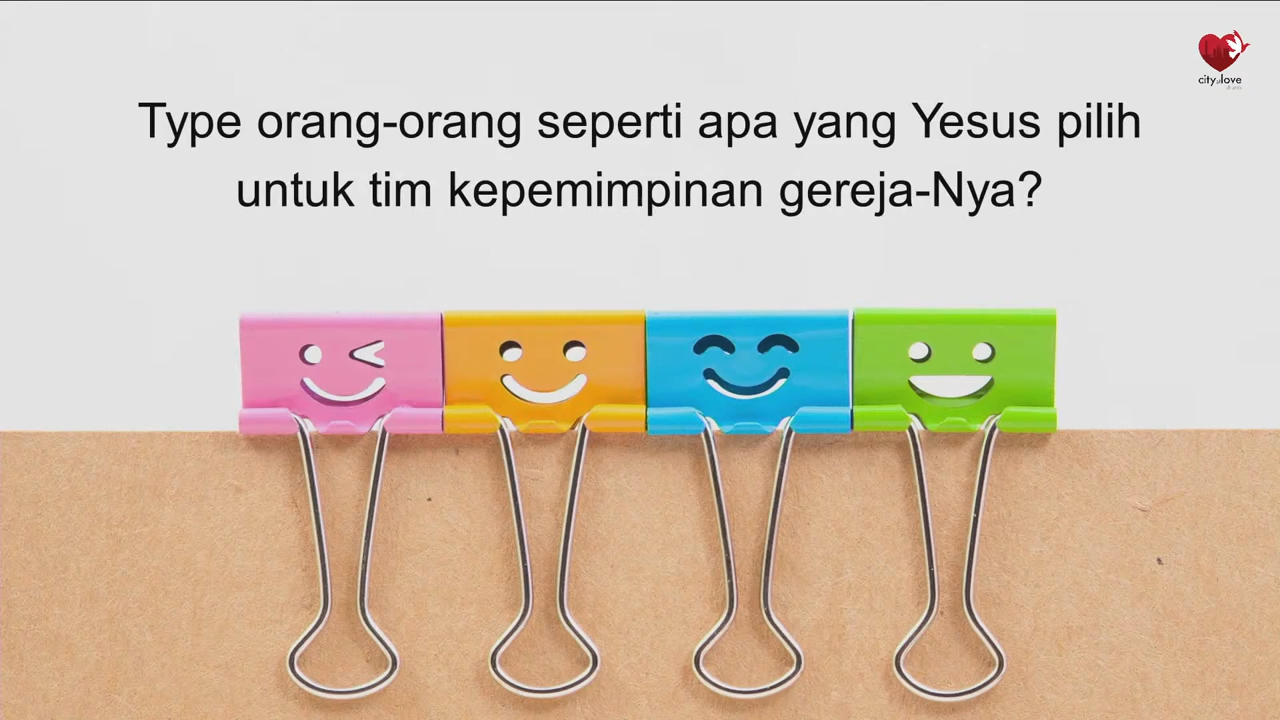 city of love
Type orang-orang seperti apa yang Yesus pilih
untuk tim kepemimpinan gereja-Nya?